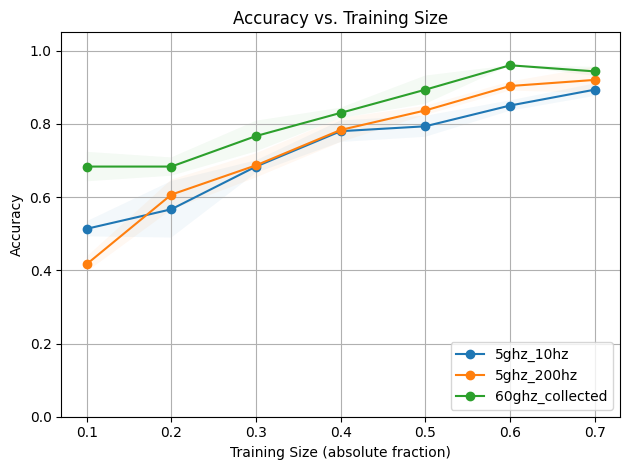 Accuracy vs. Training Size
1.0
0.8
0.6
0.4
0.2
0.0
Accuracy
0.1 0.2 0.3 0.4 0.5 0.6 0.7
Training Size (absolute fraction)
5ghz_10hz
5ghz_200hz
60ghz_collected